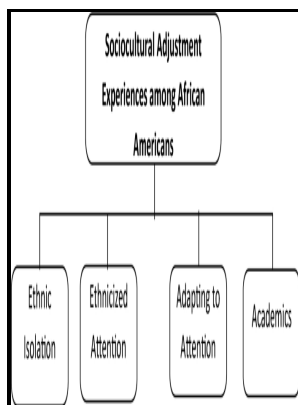 Sociocultural Adjustment
Experiences among African
Americans
Ethnic
Isolation
Ethnicized
Attention
Adapting to
Attention
Academics